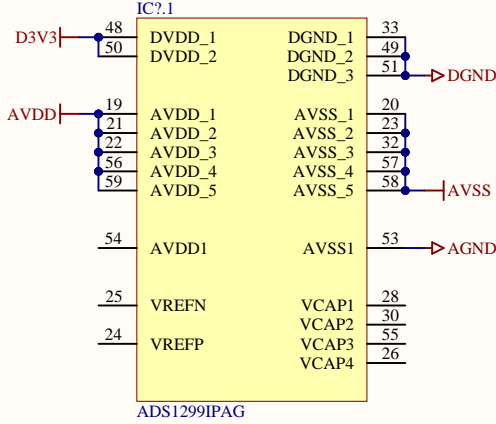 IC?.1
D3V3 48 DVDD_1 DGND_1 33
50 DVDD_2 DGND_2 49
DGND_3 51 DGND
AVDD 19 AVDD_1 AVSS_1 20
21 AVDD_2 AVSS_2 23
22 AVDD_3 AVSS_3 32
56 AVDD_4 AVSS_4 57
59 AVDD_5 AVSS_5 58 AVSS
54 AVDD1 AVSS1 53 AGND
25 VREFN VCAP1 28
VCAP2 30
24 VREFP VCAP3 55
VCAP4 26
ADS1299IPAG